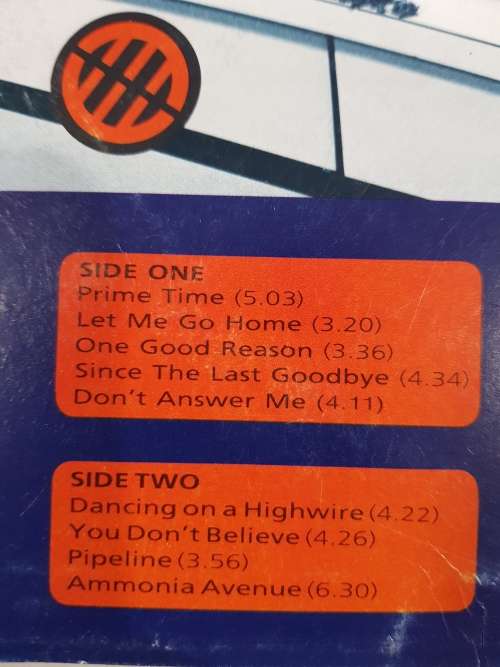 SIDE ONE
Prime Time (5.03)
Let Me Go Home (3.20)
One Good Reason (3.36)
Since The Last Goodbye (4.34)
Don't Answer Me (4.11)
SIDE TWO
Dancing on a Highwire (4.22)
You Don't Believe (4.26)
Pipeline (3.56)
Ammonia Avenue (6.30)